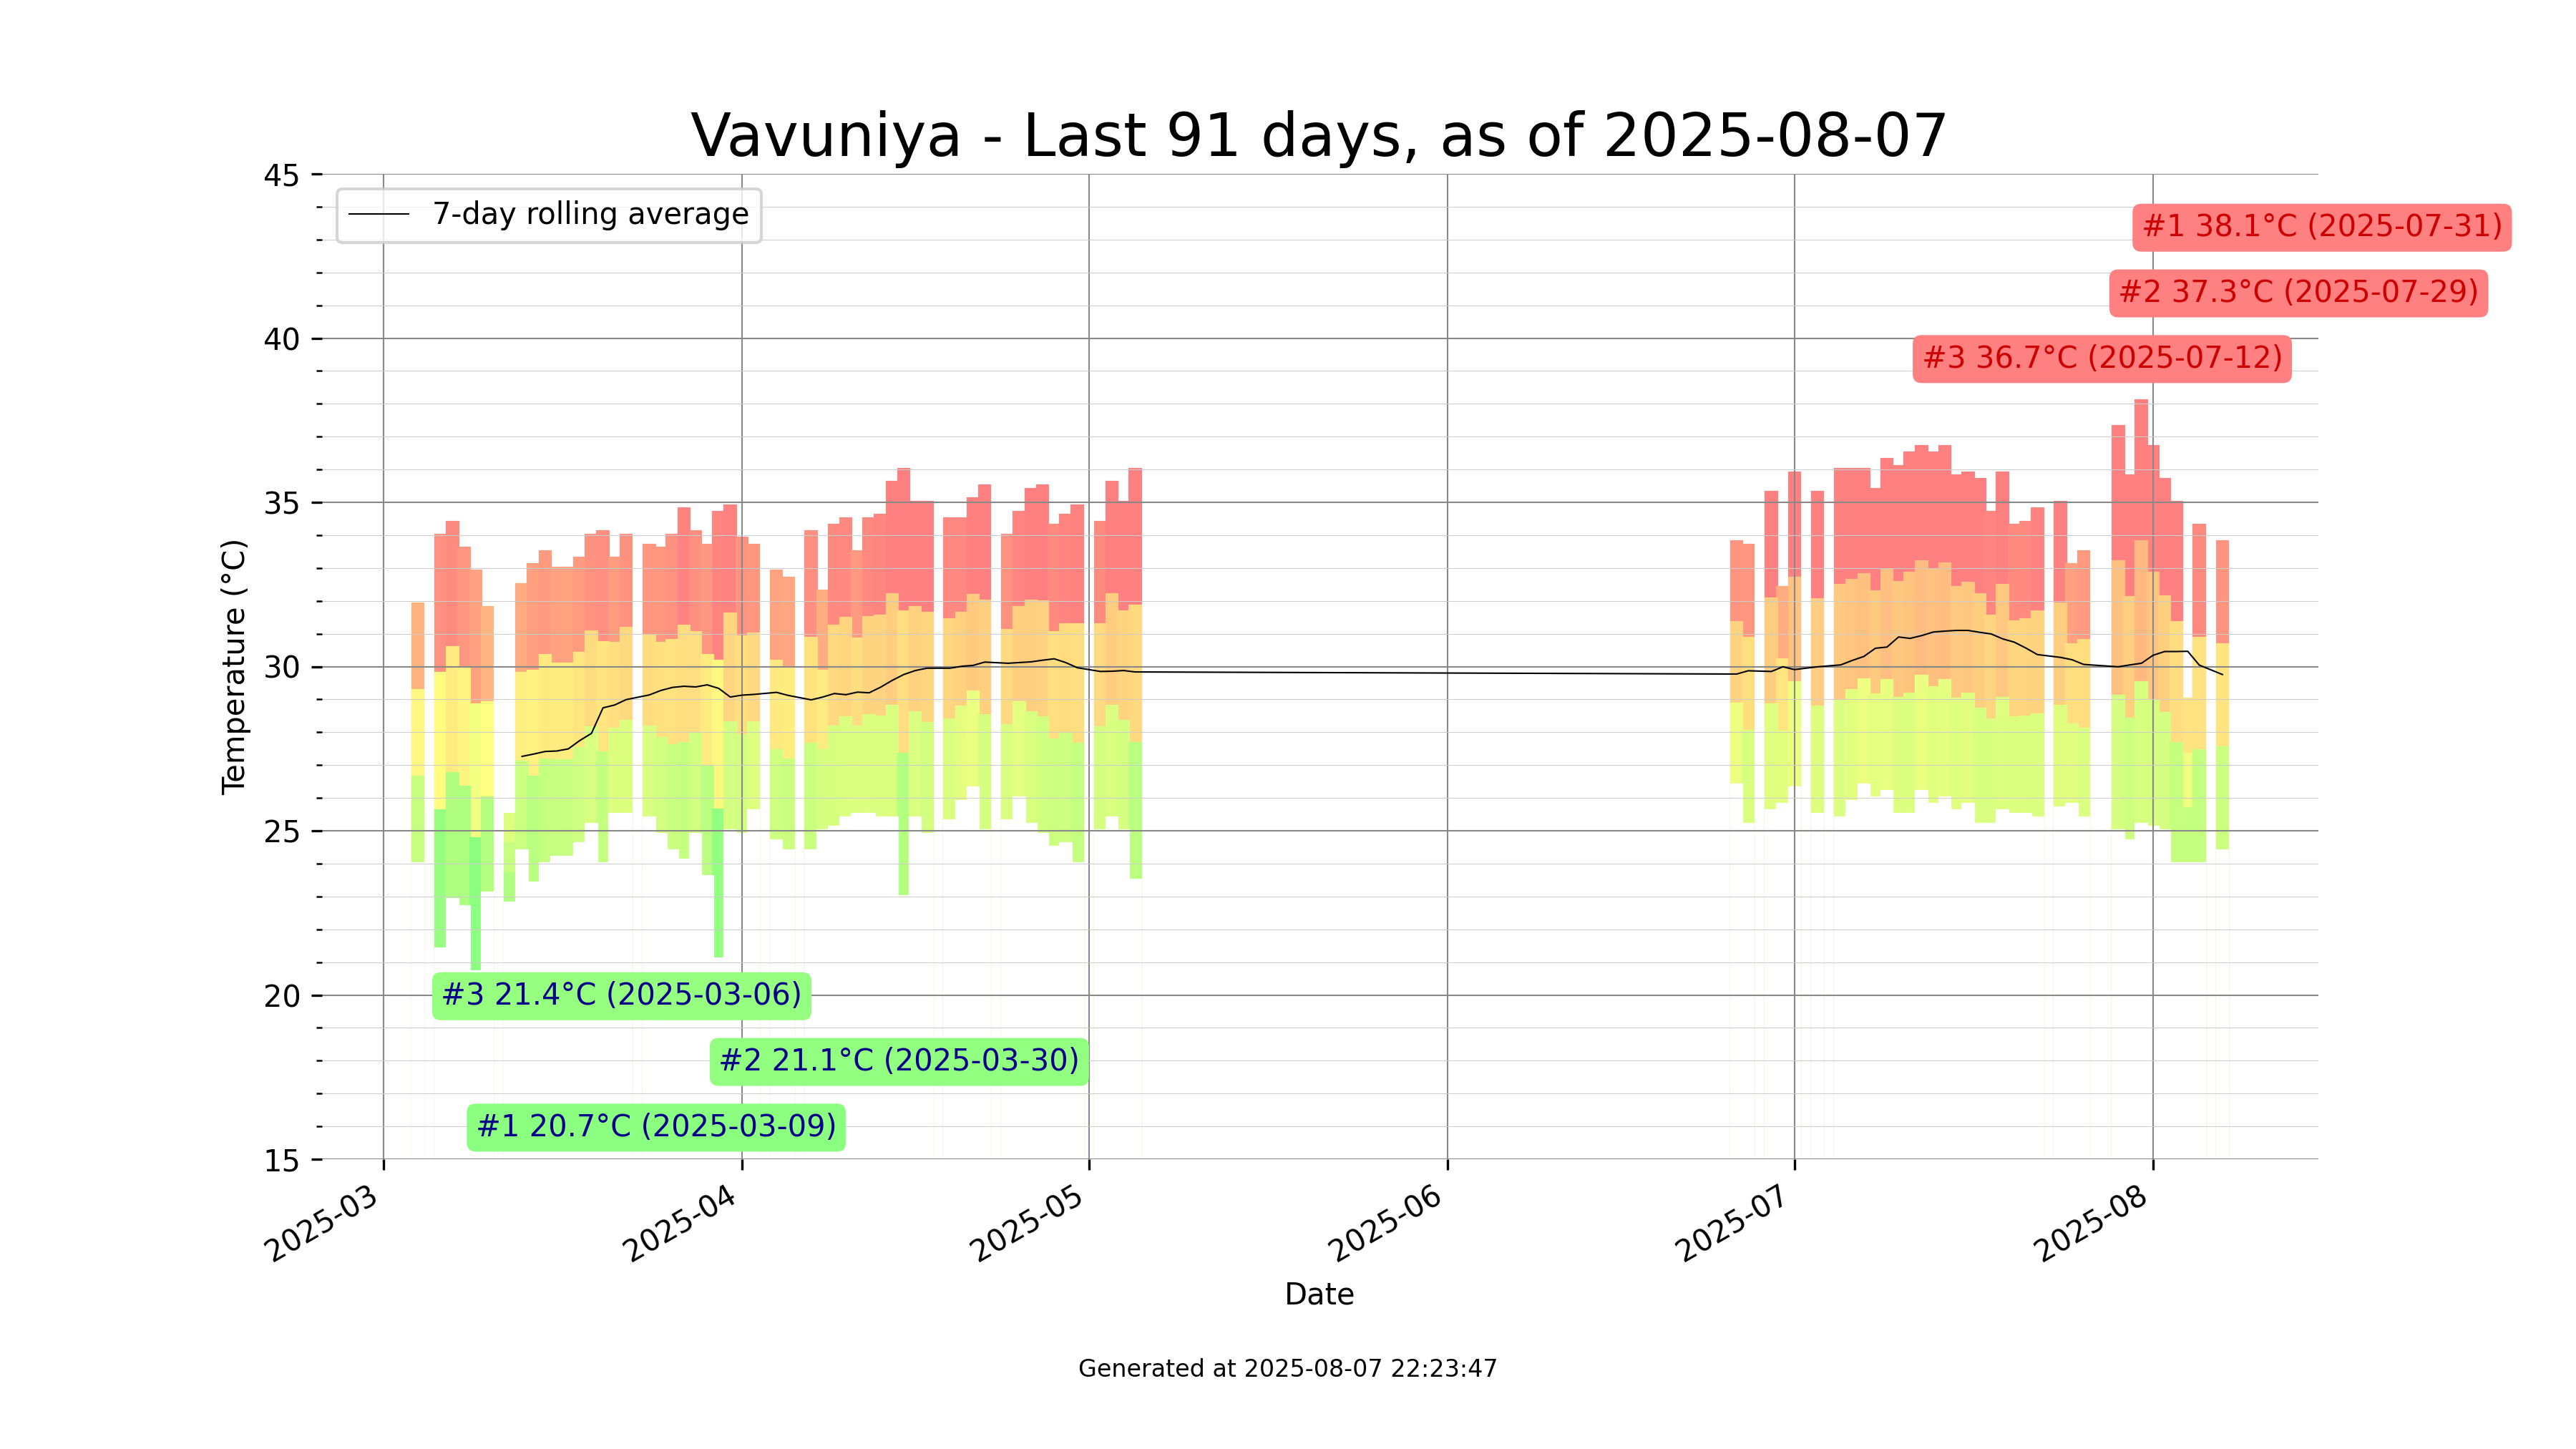 Vavuniya - Last 91 days, as of 2025-08-07
45
7-day rolling average
#1 38.1°C (2025-07-31)
#2 37.3°C (2025-07-29)
40
#3 36.7°C (2025-07-12)
35
30
Temperature (°C)
25
20
#3 21.4°C (2025-03-06)
#2 21.1°C (2025-03-30)
#1 20.7°C (2025-03-09)
15
2025-03
2025-04
2025-05
2025-06
2025-07
2025-08
Date
Generated at 2025-08-07 22:23:47